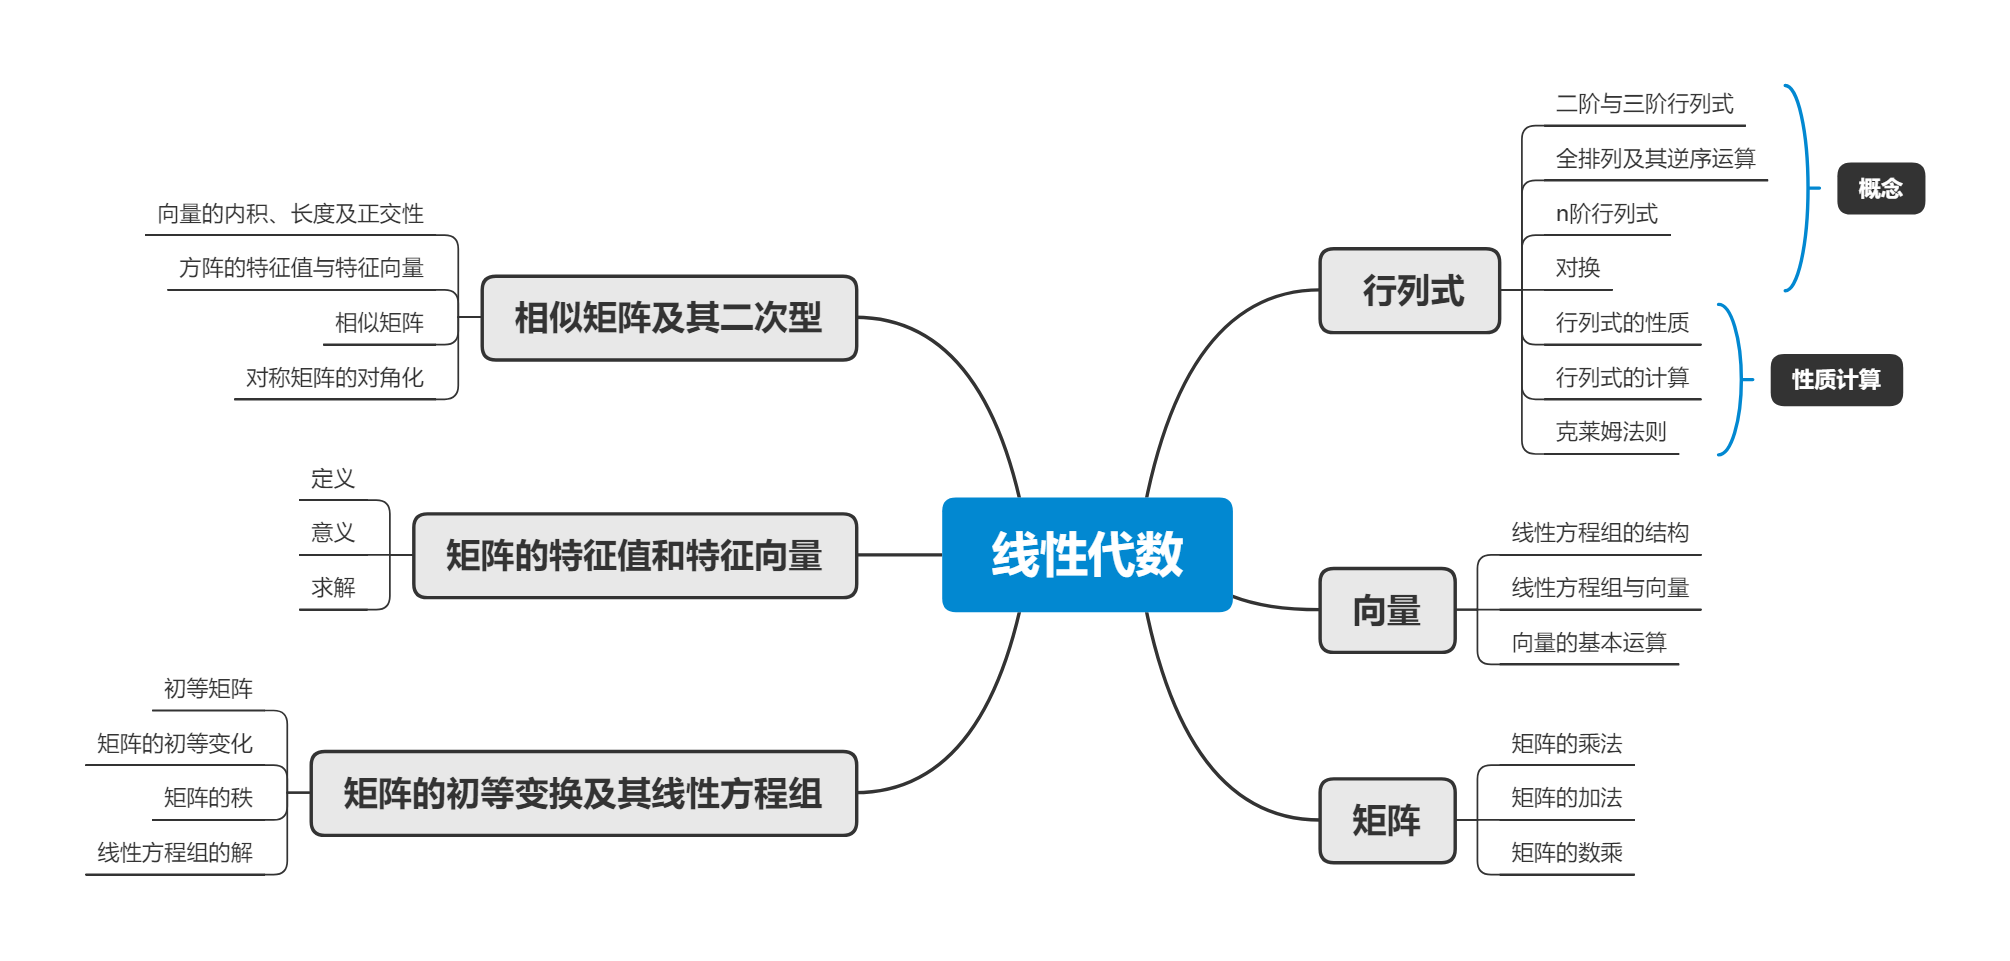 线性代数
行列式
二阶与三阶行列式
全排列及其逆序运算
n阶行列式
对换
概念
行列式的性质
行列式的计算
克莱姆法则
性质计算
向量
线性方程组的结构
线性方程组与向量
向量的基本运算
矩阵
矩阵的乘法
矩阵的加法
矩阵的数乘
相似矩阵及其二次型
向量的内积、长度及正交性
方阵的特征值与特征向量
相似矩阵
对称矩阵的对角化
矩阵的特征值和特征向量
定义
意义
求解
矩阵的初等变换及其线性方程组
初等矩阵
矩阵的初等变化
矩阵的秩
线性方程组的解